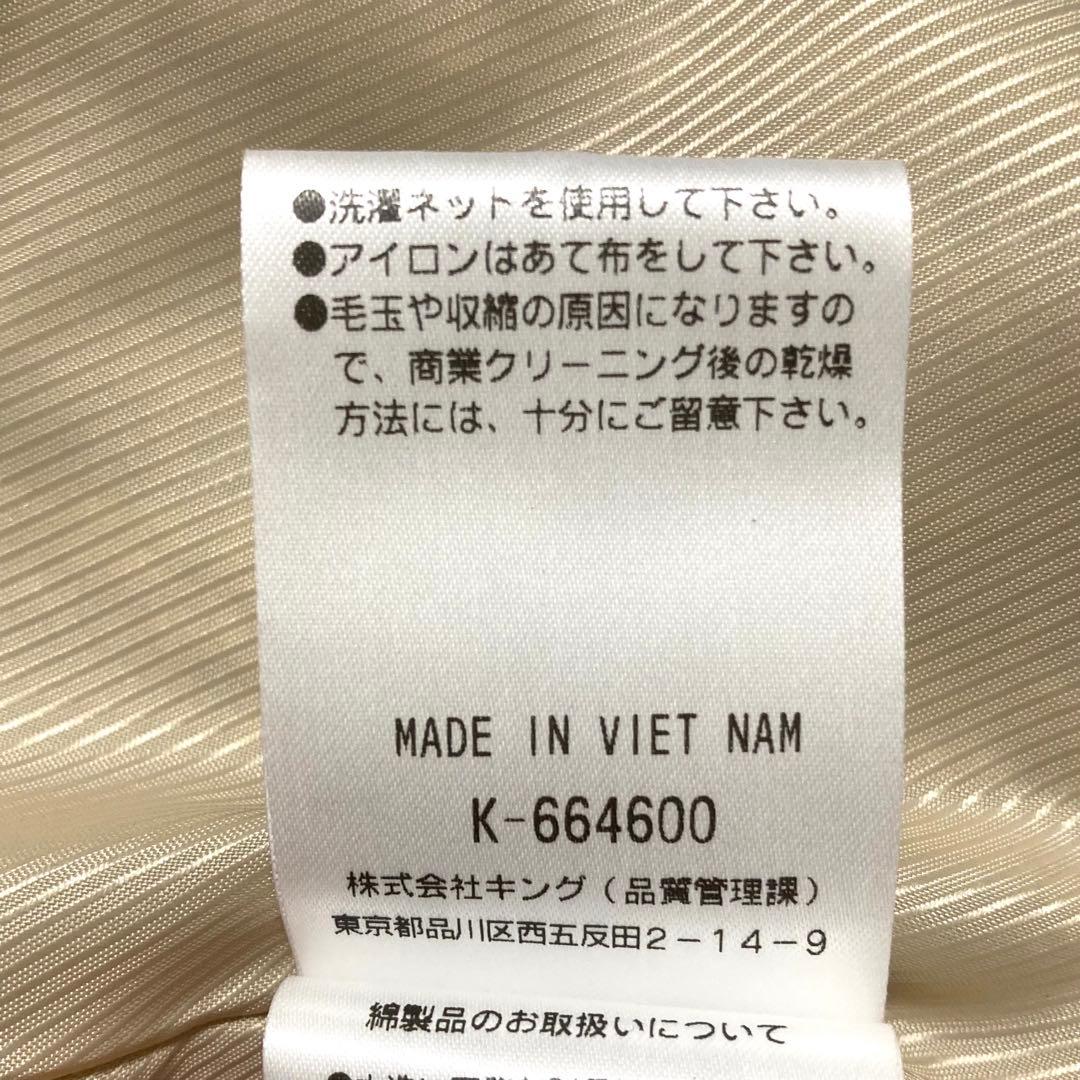 ●洗濯ネットを使用して下さい。
●アイロンはあて布をして下さい。
●毛玉や収縮の原因になりますの
で、商業クリーニング後の乾燥
方法には、十分にご留意下さい。
MADE IN VIET NAM
K-664600
株式会社キング(品質管理課)
東京都品川区西五反田2-14-9
綿製品のお取扱いについて